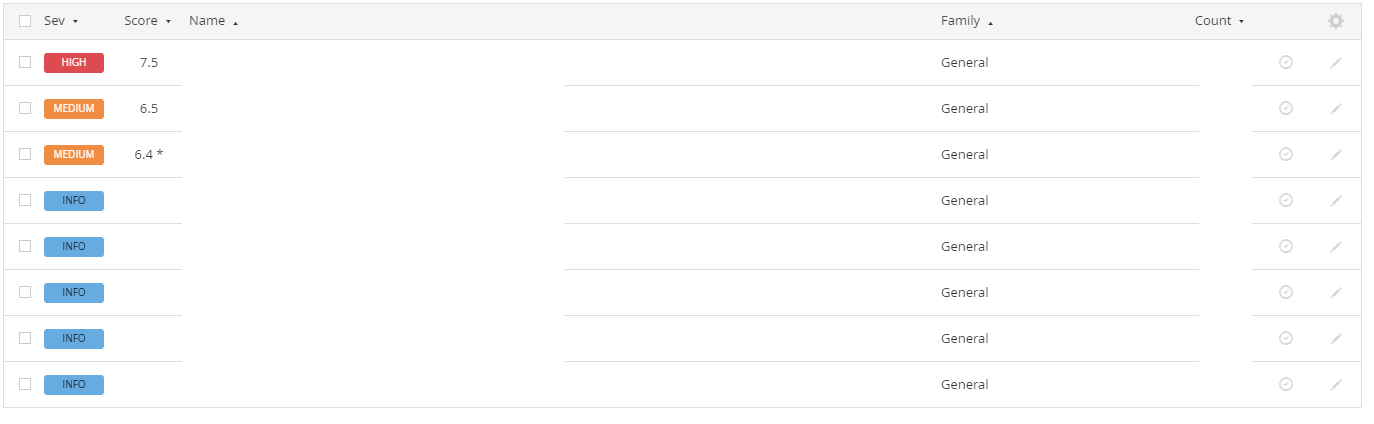 Sev Score Name Family Count
HIGH 7.5 General
MEDIUM 6.5 General
MEDIUM 6.4 * General
INFO General
INFO General
INFO General
INFO General
INFO General